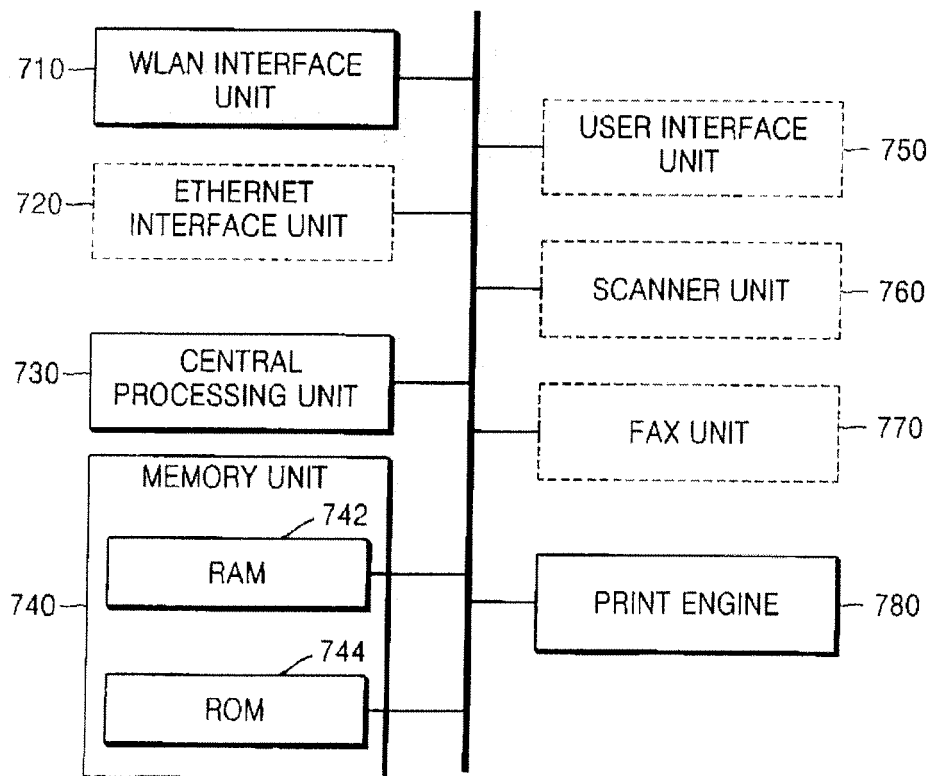 710
WLAN INTERFACE
UNIT
720
ETHERNET
INTERFACE UNIT
730
CENTRAL
PROCESSING UNIT
740
MEMORY UNIT
742
RAM
744
ROM
USER INTERFACE
UNIT
750
SCANNER UNIT
760
FAX UNIT
770
PRINT ENGINE
780